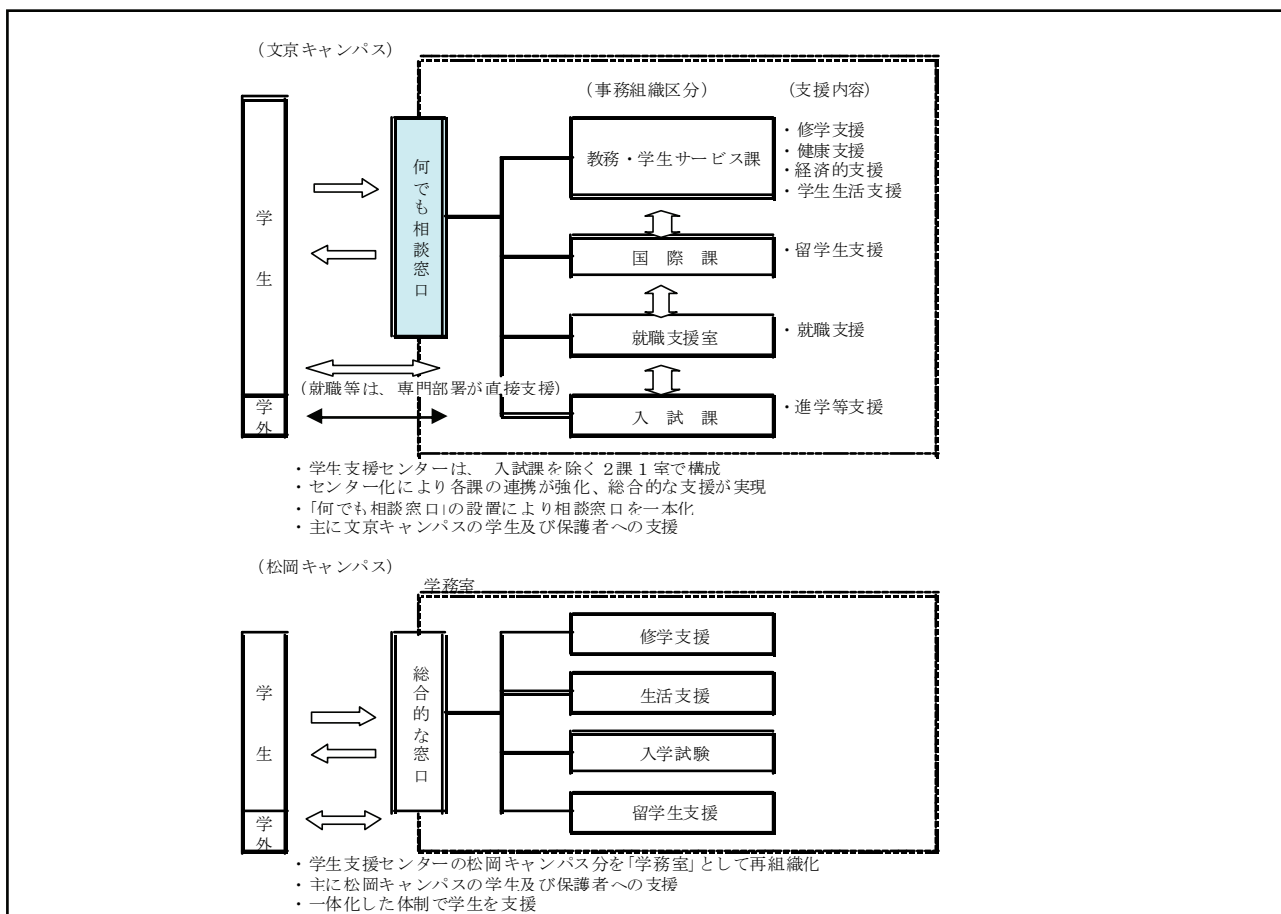 （文京キャンパス）
（事務組織区分）
（支援内容）
学生
学外
何でも相談窓口
教務・学生サービス課
・修学支援
・健康支援
・経済的支援
・学生生活支援
国際課
・留学生支援
就職支援室
・就職支援
（就職等は、専門部署が直接支援）
入試課
・進学等支援
・学生支援センターは、入試課を除く２課１室で構成
・センター化により各課の連携が強化、総合的な支援が実現
・「何でも相談窓口」の設置により相談窓口を一本化
・主に文京キャンパスの学生及び保護者への支援
（松岡キャンパス）
学務室
学生
学外
総合的な窓口
修学支援
生活支援
入学試験
留学生支援
・学生支援センターの松岡キャンパス分を「学務室」として再組織化
・主に松岡キャンパスの学生及び保護者への支援
・一体化した体制で学生を支援